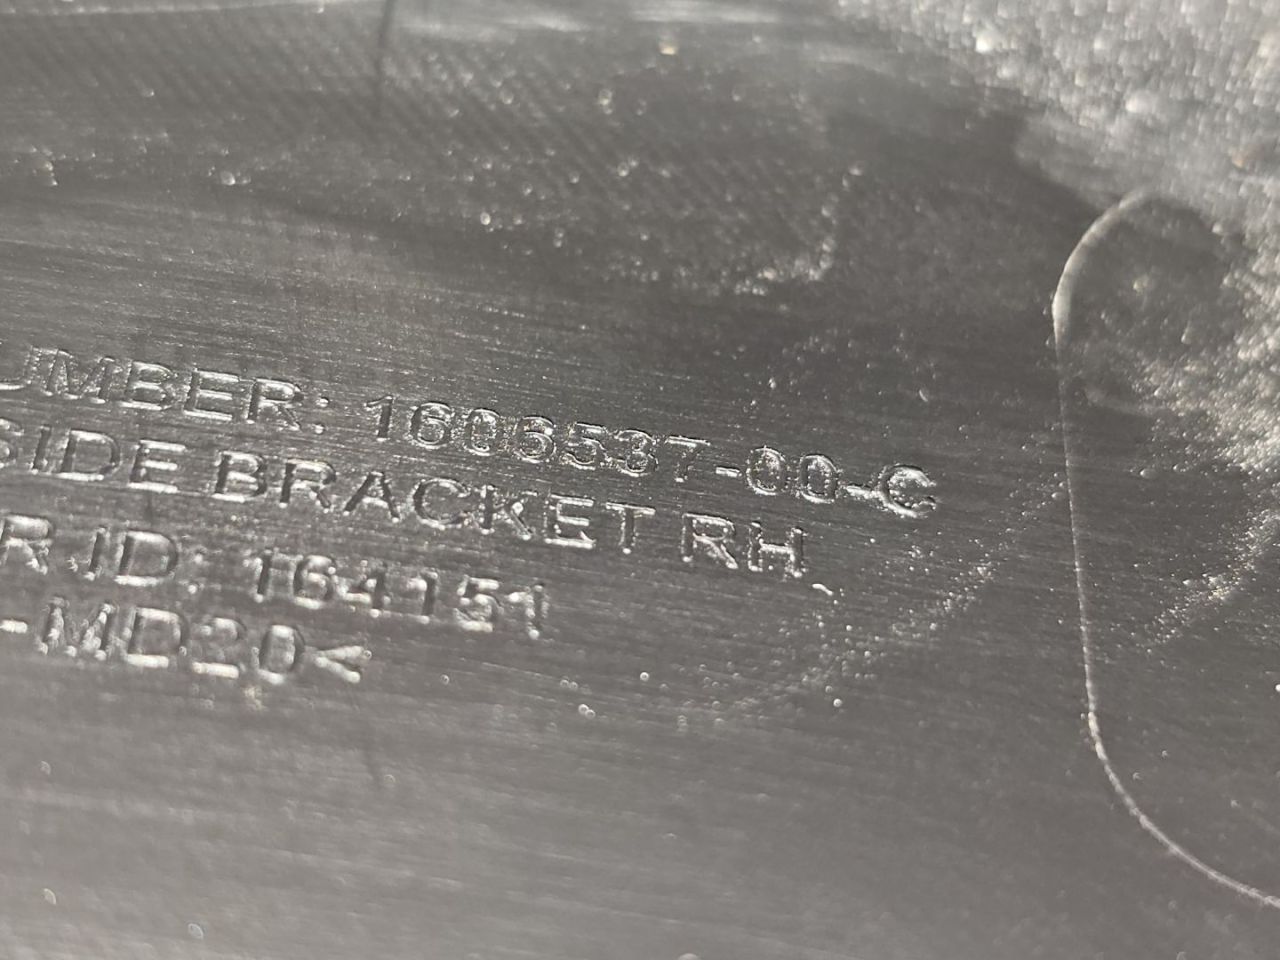 UMBER: 1606537-00-C
SIDE BRACKET RH
R ID: 164151
-MD20<